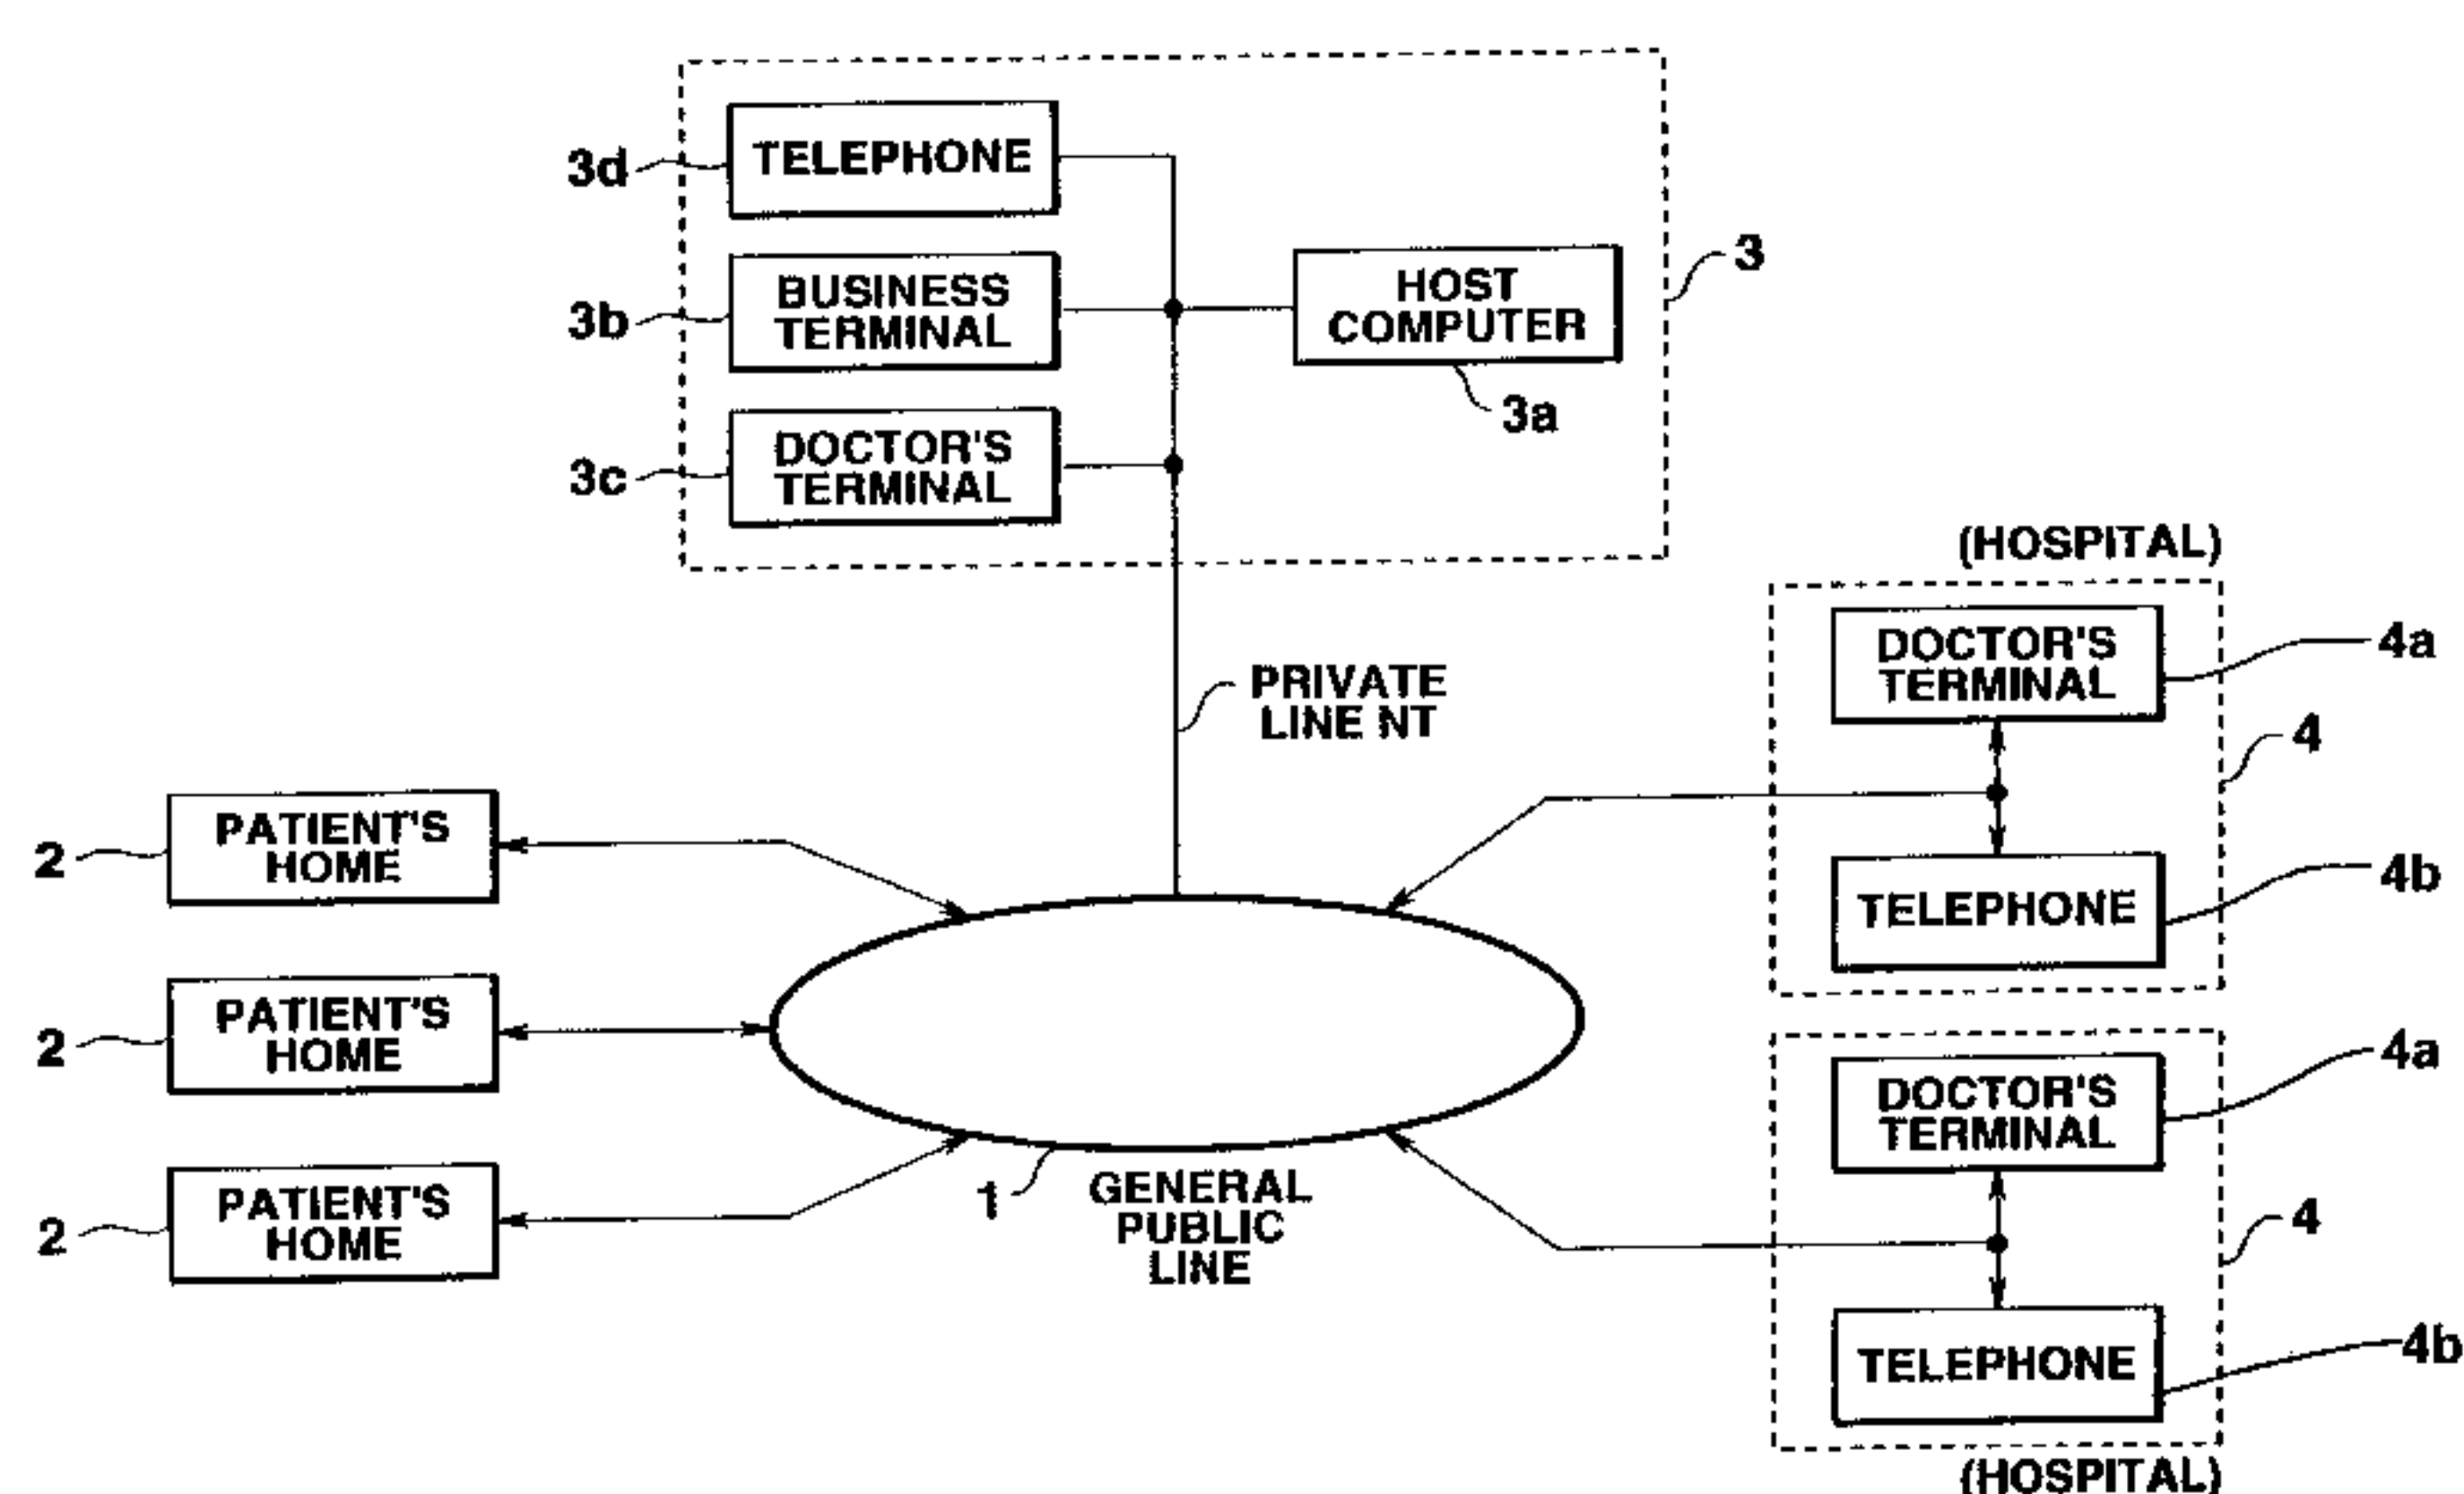 3d
TELEPHONE
3b
BUSINESS
TERMINAL
3c
DOCTOR'S
TERMINAL
HOST
COMPUTER
3a
3
PRIVATE
LINE NT
(HOSPITAL)
DOCTOR'S
TERMINAL
4a
4
TELEPHONE
4b
2
PATIENT'S
HOME
2
PATIENT'S
HOME
2
PATIENT'S
HOME
1
GENERAL
PUBLIC
LINE
DOCTOR'S
TERMINAL
4a
4
TELEPHONE
4b
(HOSPITAL)